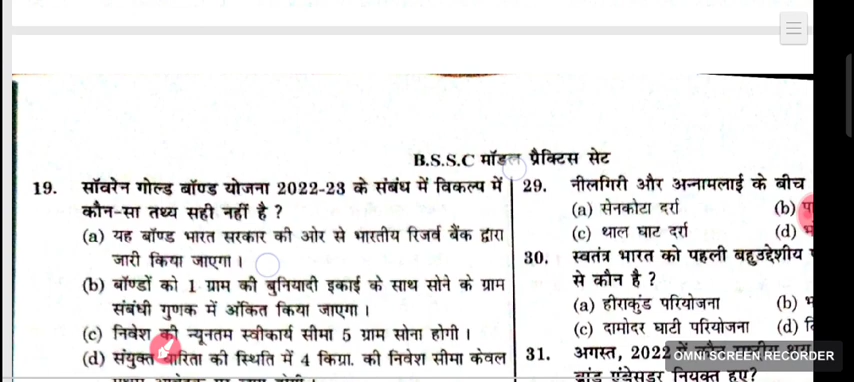 B.S.S.C मॉडल प्रैक्टिस सेट
19. सॉवरेन गोल्ड बॉण्ड योजना 2022-23 के संबंध में विकल्प में
कौन-सा तथ्य सही नहीं है ?
(a) यह बॉण्ड भारत सरकार की ओर से भारतीय रिजर्व बैंक द्वारा
जारी किया जाएगा ।
(b) बॉण्डों को 1 ग्राम की बुनियादी इकाई के साथ सोने के ग्राम
संबंधी गुणक में अंकित किया जाएगा ।
(c) निवेश की न्यूनतम स्वीकार्य सीमा 5 ग्राम सोना होगी ।
(d) संयुक्त की स्थिति में 4 किग्रा. की निवेश सीमा केवल
29. नीलगिरी और अन्नामलाई के बीच
(a) सेनकोटा दर्रा (b)
(c) थाल घाट दर्रा (d)
30. स्वतंत्र भारत को पहली बहुउद्देशीय
से कौन है ?
(a) हीराकुंड परियोजना (b)
(c) दामोदर घाटी परियोजना (d)
31. अगस्त, 2022
ब्रांड एंबेसडर नियुक्त हुए?
OMNI SCREEN RECORDER